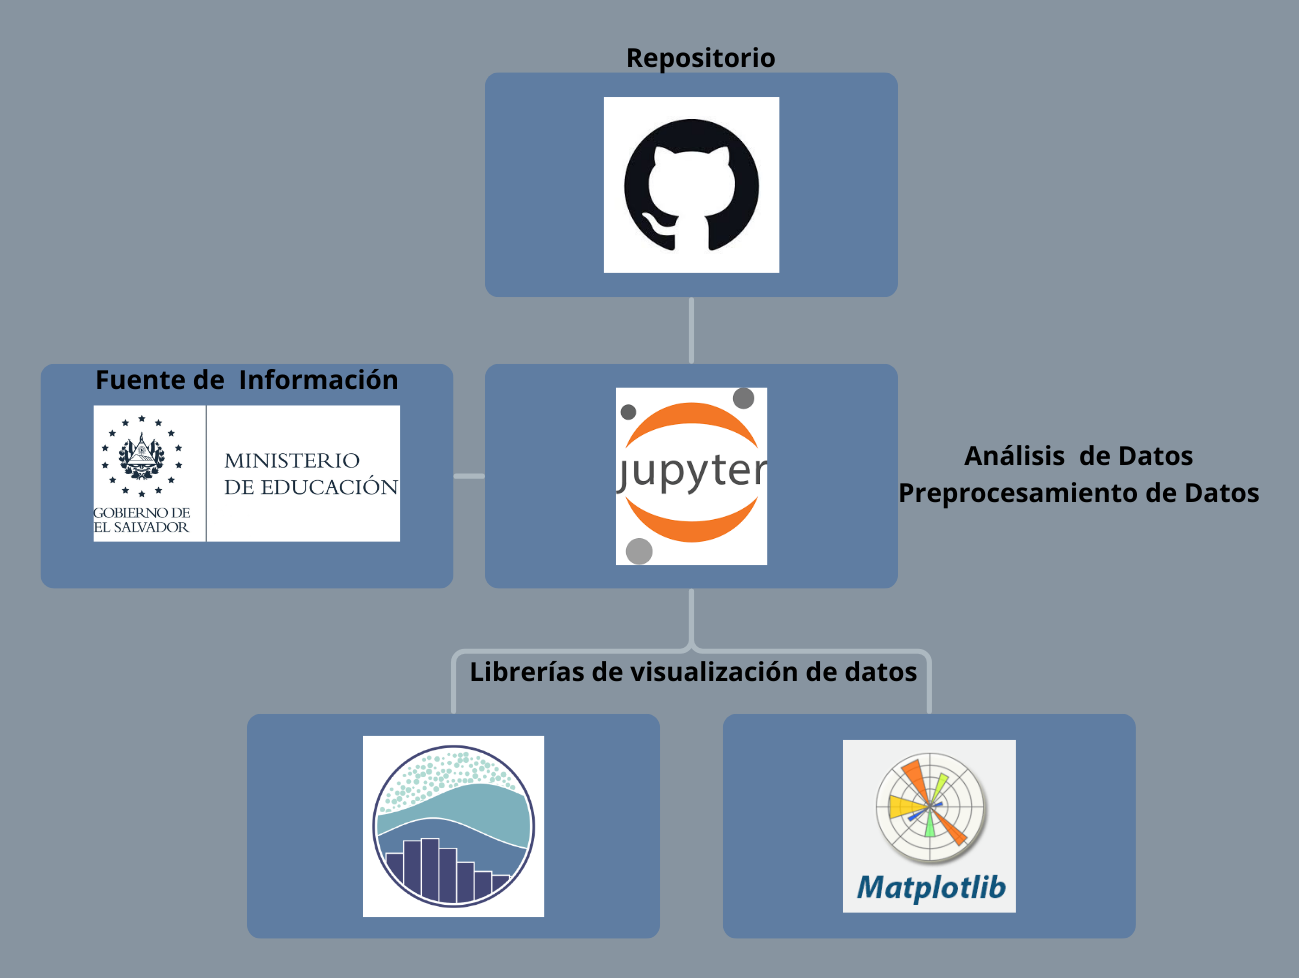 Repositorio
Fuente de  Información
GOBIERNO DE
EL SALVADOR
MINISTERIO
DE EDUCACIÓN
jupyter
Análisis  de Datos
Preprocesamiento de Datos
Librerías de visualización de datos
Matplotlib